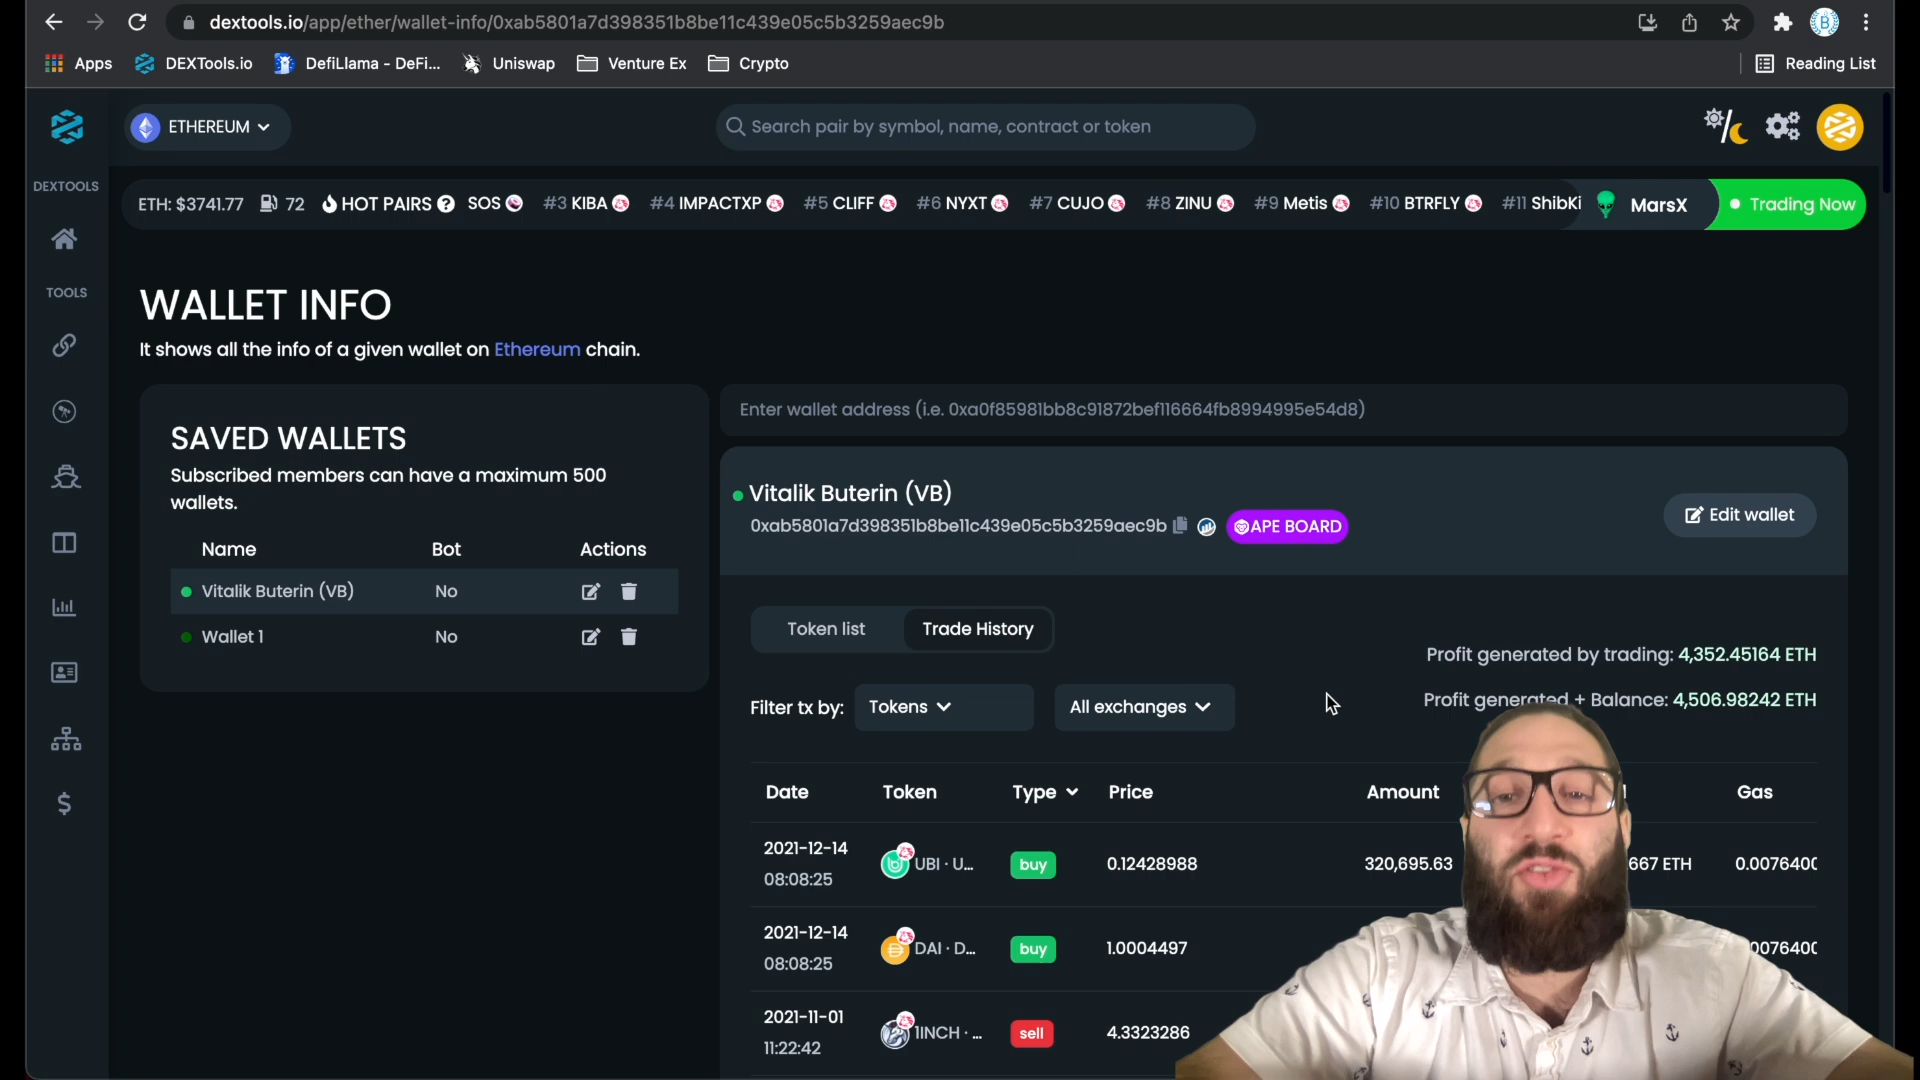 dextools.io/app/ether/wallet-info/0xab5801a7d398351b8be11c439e05c5b3259aec9b
Apps DEXTools.io DefiLlama - DeFi... Uniswap Venture Ex Crypto Reading List
ETHEREUM
Search pair by symbol, name, contract or token
DEXTOOLS
ETH: $3741.77 72 HOT PAIRS SOS #3 KIBA #4 IMPACTXP #5 CLIFF #6 NYXT #7 CUJO #8 ZINU #9 Metis #10 BTRFLY #11 ShibKi MarsX Trading Now
TOOLS
WALLET INFO
It shows all the info of a given wallet on Ethereum chain.
SAVED WALLETS
Subscribed members can have a maximum 500
wallets.
Name Bot Actions
Vitalik Buterin (VB) No
Wallet 1 No
Enter wallet address (i.e. 0xa0f85981bb8c91872bef116664fb8994995e54d8)
Vitalik Buterin (VB)
0xab5801a7d398351b8be11c439e05c5b3259aec9b APE BOARD
Edit wallet
Token list Trade History
Profit generated by trading: 4,352.45164 ETH
Profit generated + Balance: 4,506.98242 ETH
Filter tx by: Tokens All exchanges
Date Token Type Price Amount Gas
2021-12-14
08:08:25
UBI · U... buy 0.12428988 320,695.63 667 ETH 0.0076400
2021-12-14
08:08:25
DAI · D... buy 1.0004497 0076400
2021-11-01
11:22:42
1INCH · ... sell 4.3323286